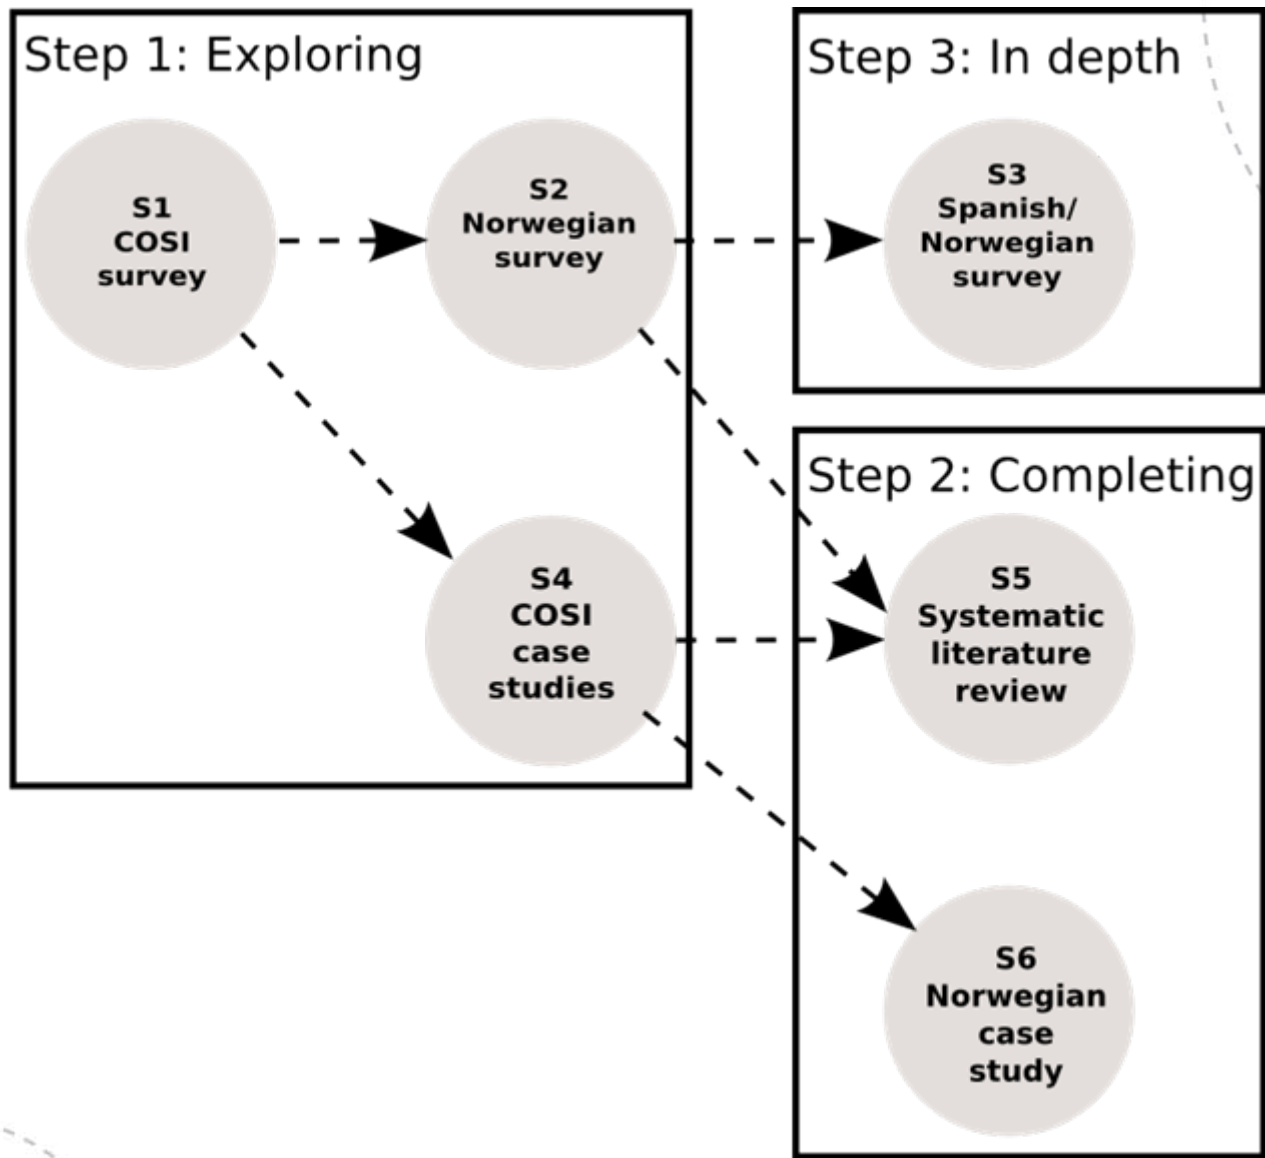 Step 1: Exploring
S1
COSI
survey
S2
Norwegian
survey
S4
COSI
case
studies
Step 3: In depth
S3
Spanish/
Norwegian
survey
Step 2: Completing
S5
Systematic
literature
review
S6
Norwegian
case
study